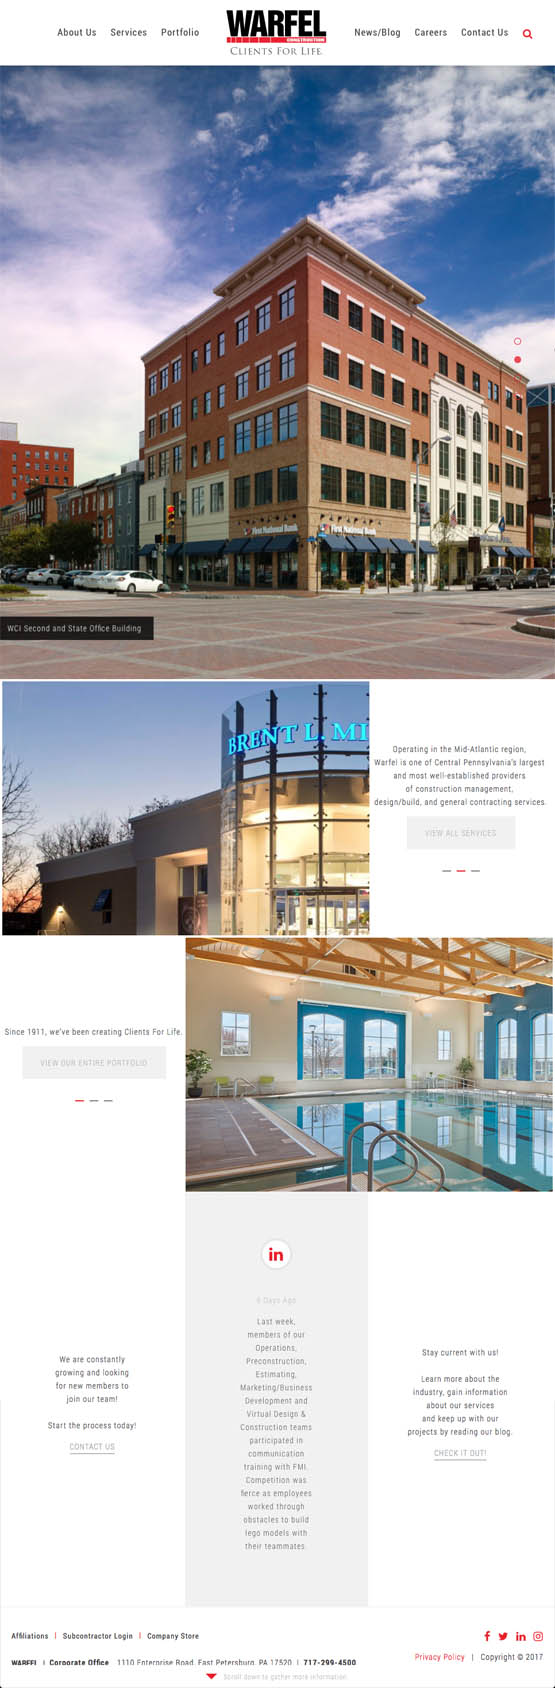 About Us Services Portfolio
WARFEL
CONSTRUCTION
CLIENTS FOR LIFE.
News/Blog Careers Contact Us
First National Bank
First National Bank
WCI Second and State Office Building
BRENT L. MI
Operating in the Mid-Atlantic region,
Warfel is one of Central Pennsylvania's largest
and most well-established providers
of construction management,
design/build, and general contracting services.
VIEW ALL SERVICES
Since 1911, we've been creating Clients For Life.
VIEW OUR ENTIRE PORTFOLIO
We are constantly
growing and looking
for new members to
join our team!
Start the process today!
CONTACT US
in
6 Days Ago
Last week,
members of our
Operations,
Preconstruction,
Estimating,
Marketing/Business
Development and
Virtual Design &
Construction teams
participated in
communication
training with FMI.
Competition was
fierce as employees
worked through
obstacles to build
lego models with
their teammates.
Stay current with us!
Learn more about the
industry, gain information
about our services
and keep up with our
projects by reading our blog.
CHECK IT OUT!
Affiliations | Subcontractor Login | Company Store
WARFEL | Corporate Office 1110 Enterprise Road, East Petersburg, PA 17520 | 717-299-4500
Privacy Policy | Copyright © 2017
Scroll down to gather more information